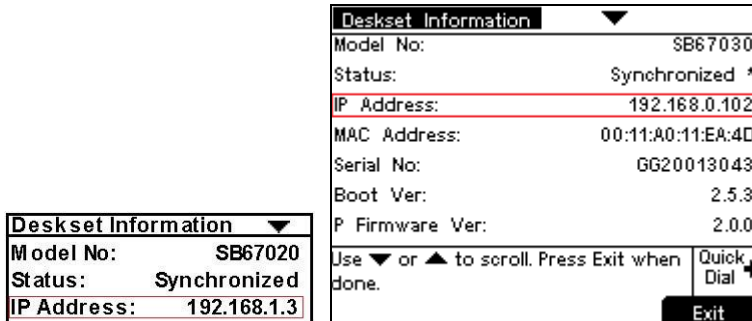 Deskset Information
Model No: SB67020
Status: Synchronized
IP Address: 192.168.1.3
Deskset Information
Model No: SB67030
Status: Synchronized *
IP Address: 192.168.0.102
MAC Address: 00:11:A0:11:EA:4D
Serial No: GG20013043
Boot Ver: 2.5.3
P Firmware Ver: 2.0.0
Use ▼ or ▲ to scroll. Press Exit when
done.
Quick
Dial
Exit